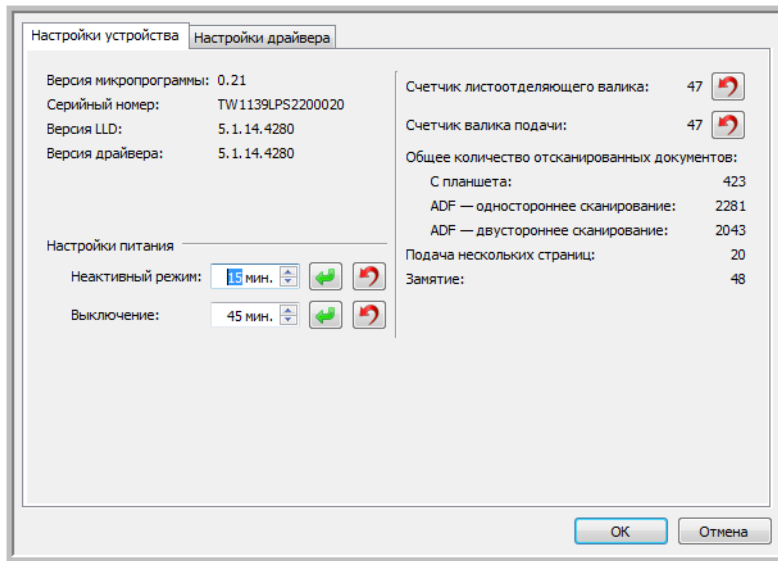 Настройки устройства
Настройки драйвера
Версия микропрограммы: 0.21
Серийный номер: TW1139LPS2200020
Версия LLD: 5.1.14.4280
Версия драйвера: 5.1.14.4280
Настройки питания
Неактивный режим: 15 мин.
Выключение: 45 мин.
Счетчик листоотделяющего валика: 47
Счетчик валика подачи: 47
Общее количество отсканированных документов:
С планшета: 423
ADF — одностороннее сканирование: 2281
ADF — двустороннее сканирование: 2043
Подача нескольких страниц: 20
Замятие: 48
OK
Отмена